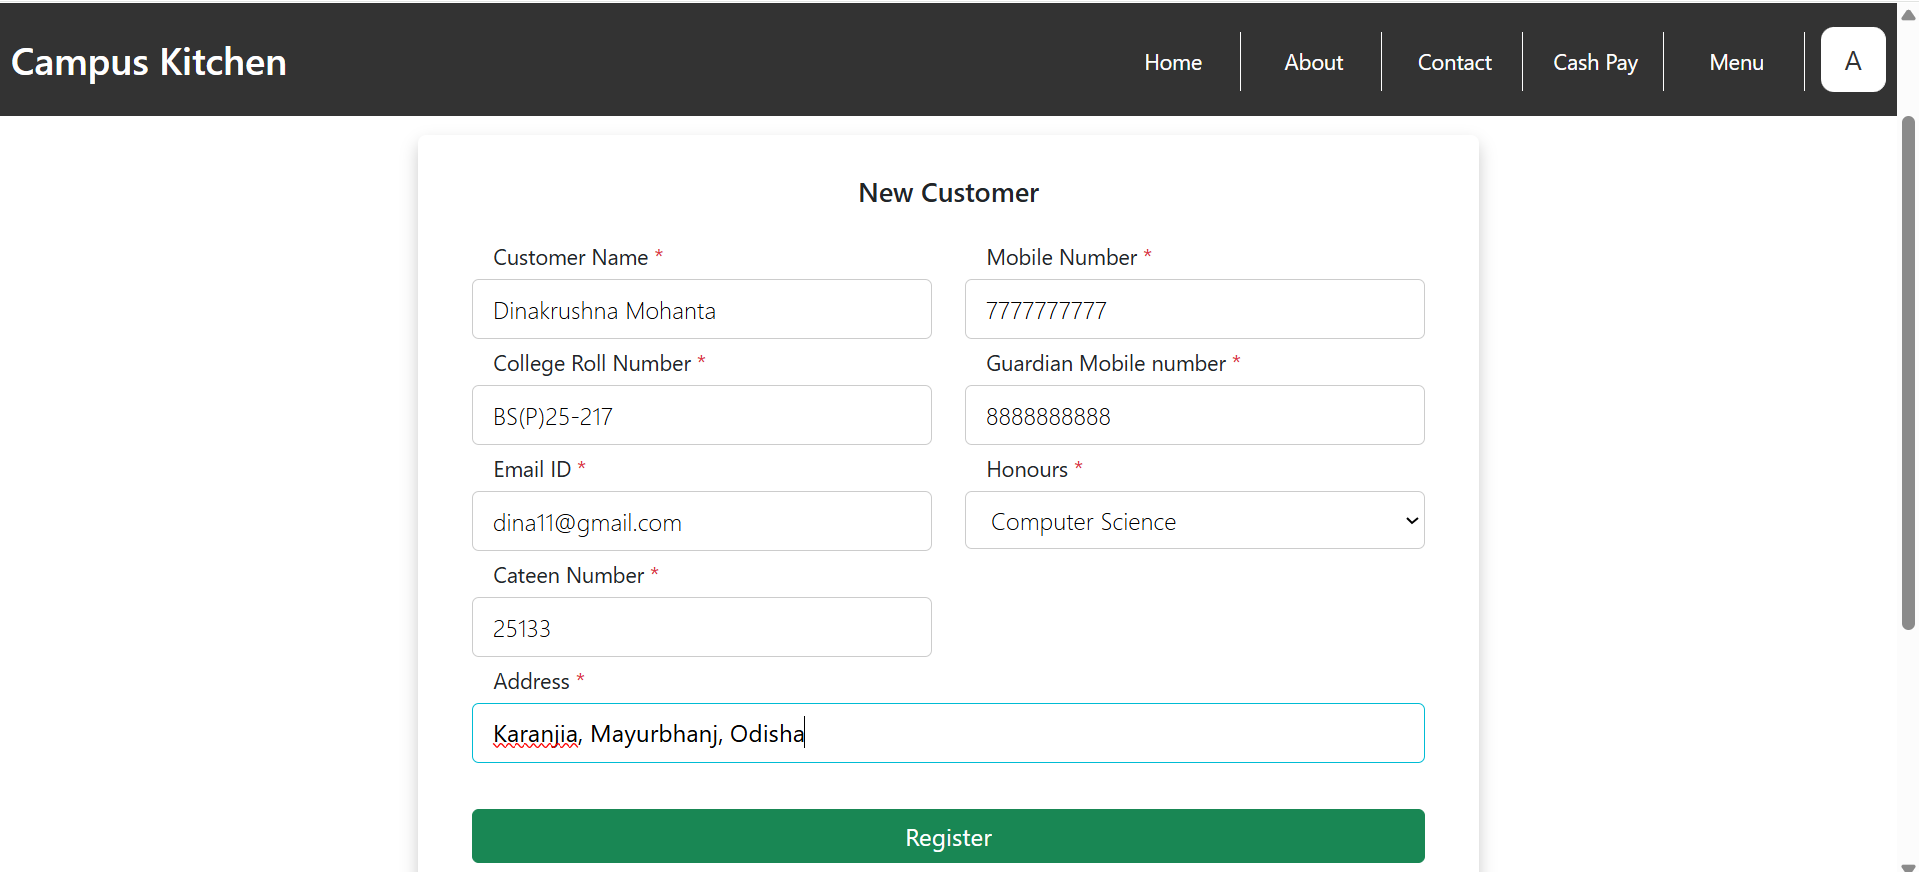 Campus Kitchen
Home About Contact Cash Pay Menu A
New Customer
Customer Name * Mobile Number *
Dinakrushna Mohanta 7777777777
College Roll Number * Guardian Mobile number *
BS(P)25-217 8888888888
Email ID * Honours *
dina11@gmail.com Computer Science
Cateen Number *
25133
Address *
Karanjia, Mayurbhanj, Odisha
Register